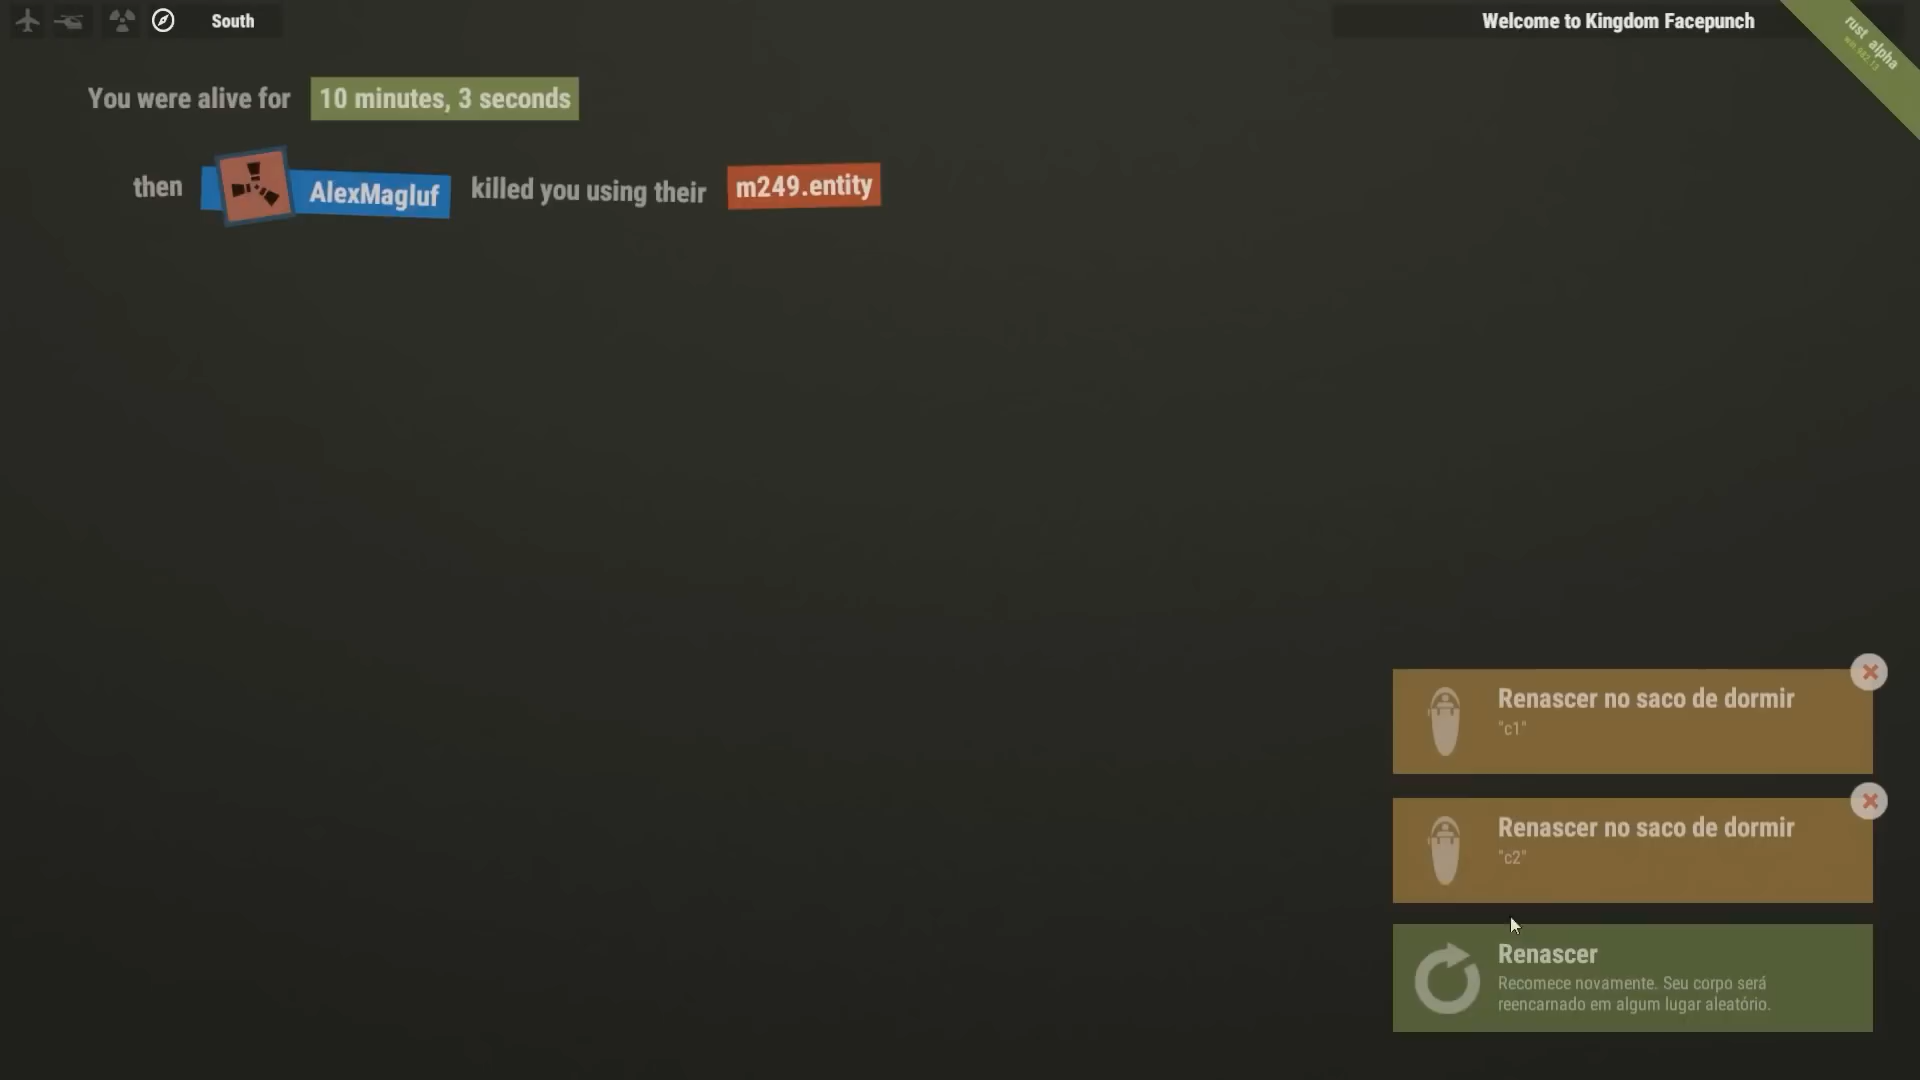 South
Welcome to Kingdom Facepunch
rust alpha
You were alive for 10 minutes, 3 seconds
then AlexMagluf killed you using their m249.entity
Renascer no saco de dormir
"c1"
Renascer no saco de dormir
"c2"
Renascer
Recomece novamente. Seu corpo será
reencarnado em algum lugar aleatório.